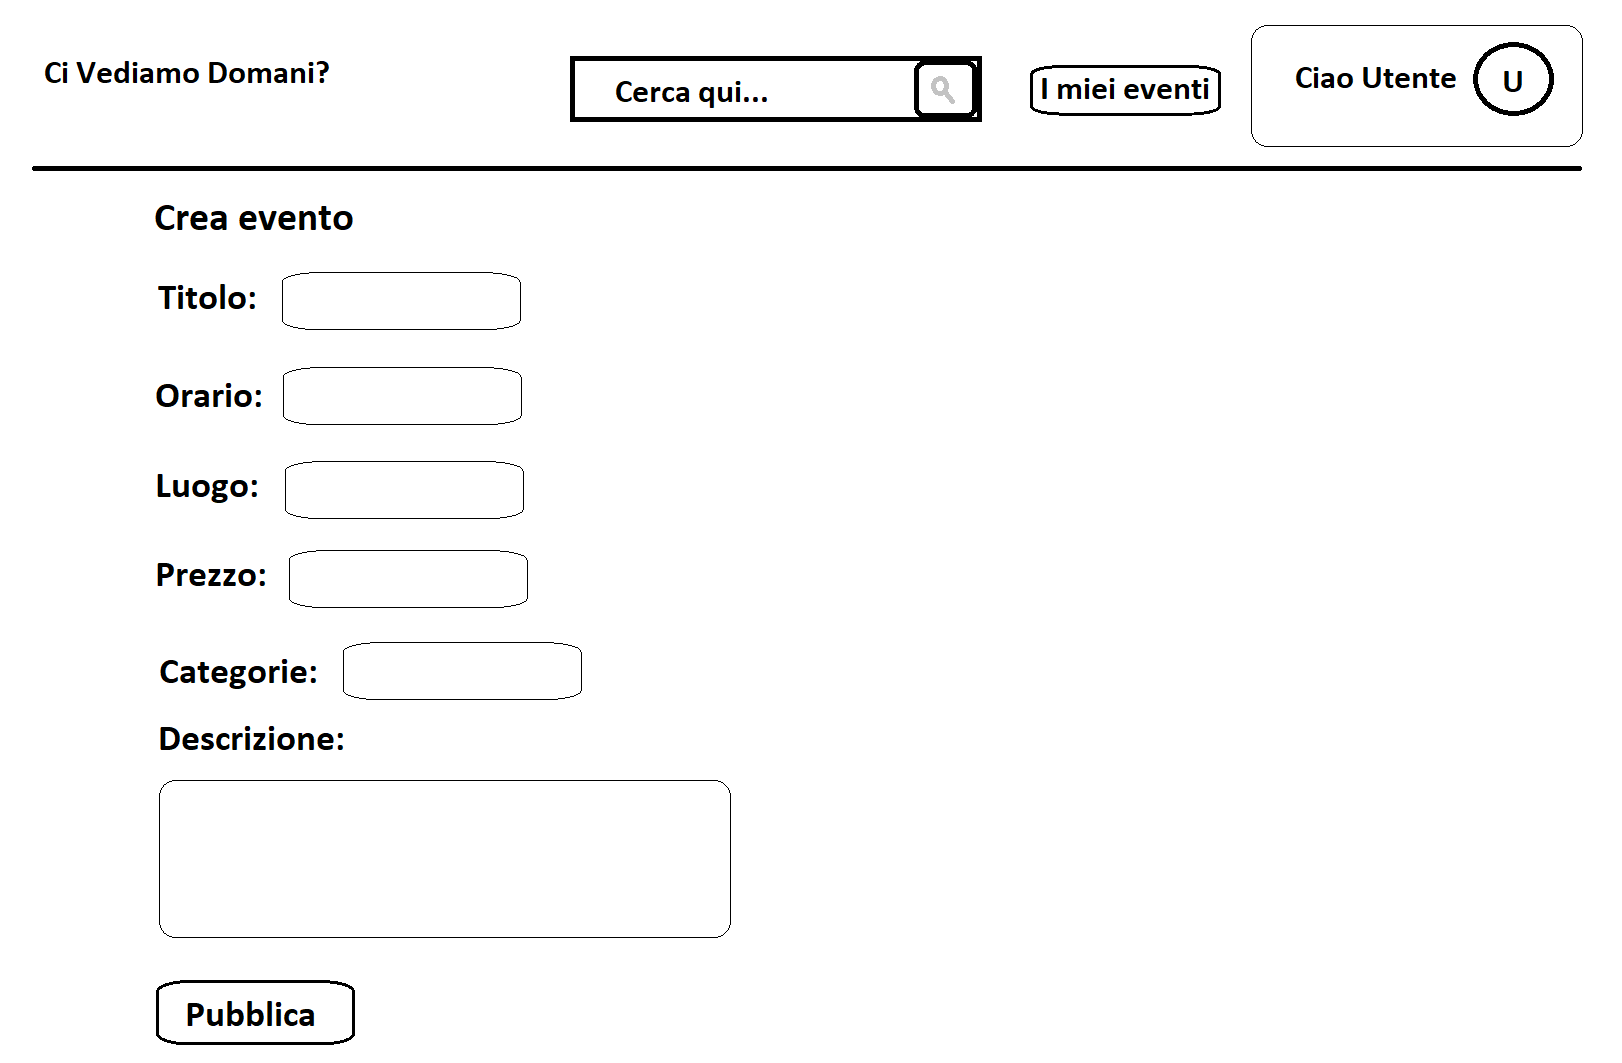 Ci Vediamo Domani?
Cerca qui...
I miei eventi
Ciao Utente
U
Crea evento
Titolo:
Orario:
Luogo:
Prezzo:
Categorie:
Descrizione:
Pubblica